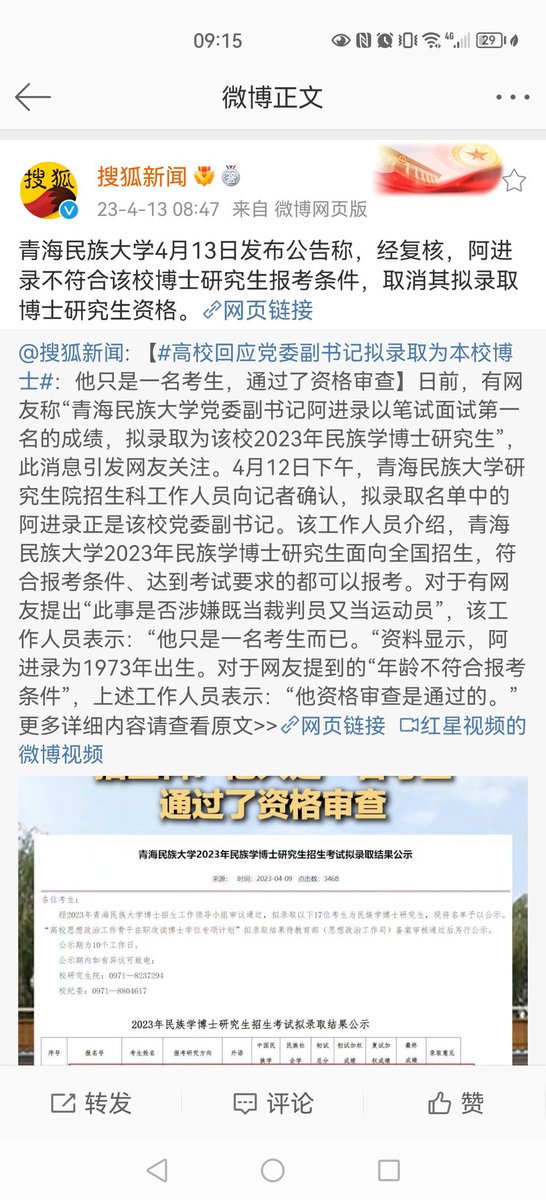 09:15
4G
29
微博正文
搜狐
搜狐新闻
23-4-13 08:47 来自 微博网页版
青海民族大学4月13日发布公告称，经复核，阿进
录不符合该校博士研究生报考条件，取消其拟录取
博士研究生资格。网页链接
@搜狐新闻:【#高校回应党委副书记拟录取为本校博
士#：他只是一名考生，通过了资格审查】日前，有网
友称“青海民族大学党委副书记阿进录以笔试面试第一
名的成绩，拟录取为该校2023年民族学博士研究生”，
此消息引发网友关注。4月12日下午，青海民族大学研
究生院招生科工作人员向记者确认，拟录取名单中的
阿进录正是该校党委副书记。该工作人员介绍，青海
民族大学2023年民族学博士研究生面向全国招生，符
合报考条件、达到考试要求的都可以报考。对于有网
友提出“此事是否涉嫌既当裁判员又当运动员”，该工
作人员表示：“他只是一名考生而已。“资料显示，阿
进录为1973年出生。对于网友提到的“年龄不符合报考
条件”，上述工作人员表示：“他资格审查是通过的。”
更多详细内容请查看原文>>网页链接 红星视频的
微博视频
通过了资格审查
青海民族大学2023年民族学博士研究生招生考试拟录取结果公示
来源： 时间：2023-04-09 点击数：3468
各位考生：
经2023年青海民族大学博士招生工作领导小组审议通过，拟录取以下17位考生为民族学博士研究生，现将名单予以公示。
“高校思想政治工作骨干在职攻读博士学位专项计划”拟录取结果待教育部（思想政治工作司）备案审核通过后另行公示。
公示期为10个工作日。
公示期内如有异议可致电：
校研究生院：0971—8237294
校纪委：0971—8804617
2023年民族学博士研究生招生考试拟录取结果公示
序号 报名号 考生姓名 报考研究方向 外语 中国民族学 民族社会学 初试总分 初试加权成绩 复试加权成绩 最终成绩 录取意见
转发 评论 赞